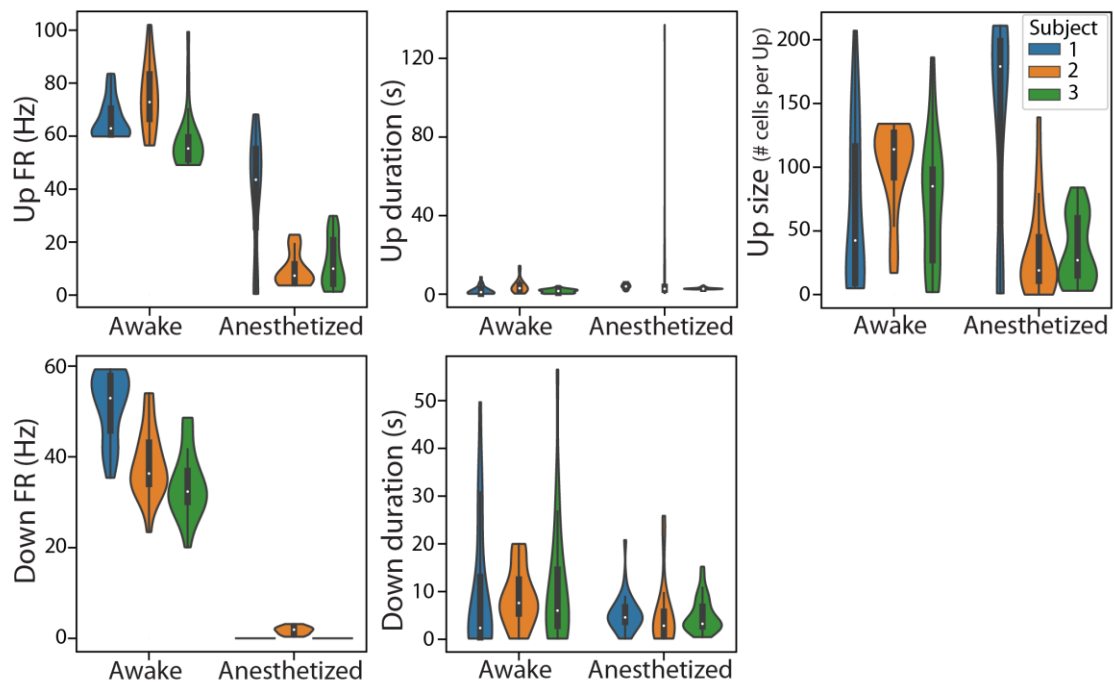 Up FR (Hz)
100
80
60
40
20
0
Awake Anesthetized
Up duration (s)
120
80
40
0
Awake Anesthetized
Up size (# cells per Up)
200
150
100
50
0
Awake Anesthetized
Subject
1
2
3
Down FR (Hz)
60
40
20
0
Awake Anesthetized
Down duration (s)
50
40
30
20
10
0
Awake Anesthetized